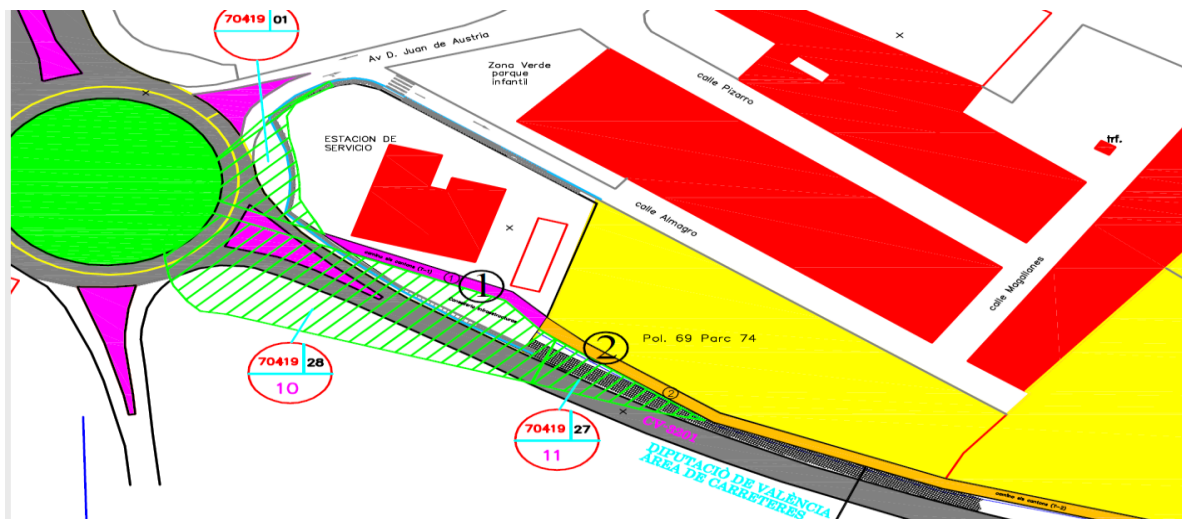 70419 01
Av D. Juan de Austria
Zona Verde
parque
infantil
calle Pizarro
trf.
ESTACION DE
SERVICIO
calle Almagro
calle Magallanes
1
1
2
Pol. 69 Parc 74
70419 28
10
2
70419 27
11
CV-3201
DIPUTACIÓ DE VALÈNCIA
ÀREA DE CARRETERES